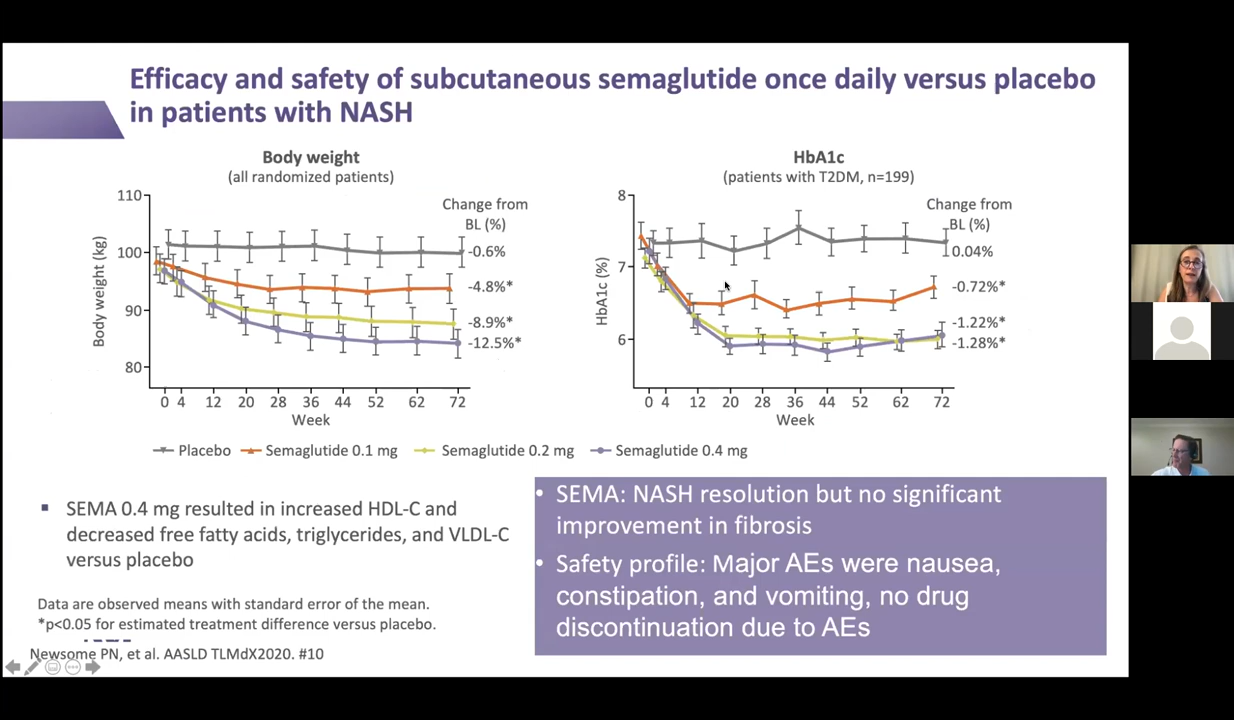 Efficacy and safety of subcutaneous semaglutide once daily versus placebo
in patients with NASH
Body weight
(all randomized patients)
Change from
BL (%)
110
100
90
80
Body weight (kg)
-0.6%
-4.8%*
-8.9%*
-12.5%*
0 4 12 20 28 36 44 52 62 72
Week
HbA1c
(patients with T2DM, n=199)
Change from
BL (%)
8
7
6
HbA1c (%)
0.04%
-0.72%*
-1.22%*
-1.28%*
0 4 12 20 28 36 44 52 62 72
Week
Placebo Semaglutide 0.1 mg Semaglutide 0.2 mg Semaglutide 0.4 mg
▪ SEMA 0.4 mg resulted in increased HDL-C and
decreased free fatty acids, triglycerides, and VLDL-C
versus placebo
• SEMA: NASH resolution but no significant
improvement in fibrosis
• Safety profile: Major AEs were nausea,
constipation, and vomiting, no drug
discontinuation due to AEs
Data are observed means with standard error of the mean.
*p<0.05 for estimated treatment difference versus placebo.
Newsome PN, et al. AASLD TLMdX2020. #10